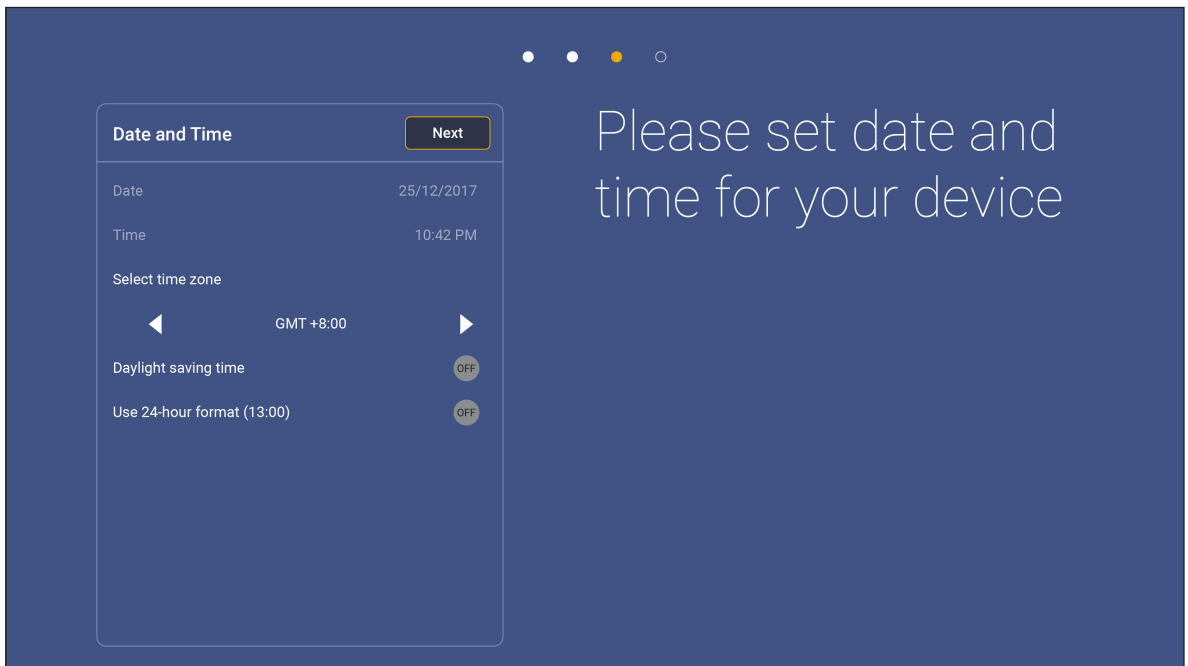 Date and Time
Next
Date
25/12/2017
Time
10:42 PM
Select time zone
GMT +8:00
Daylight saving time
OFF
Use 24-hour format (13:00)
OFF
Please set date and
time for your device